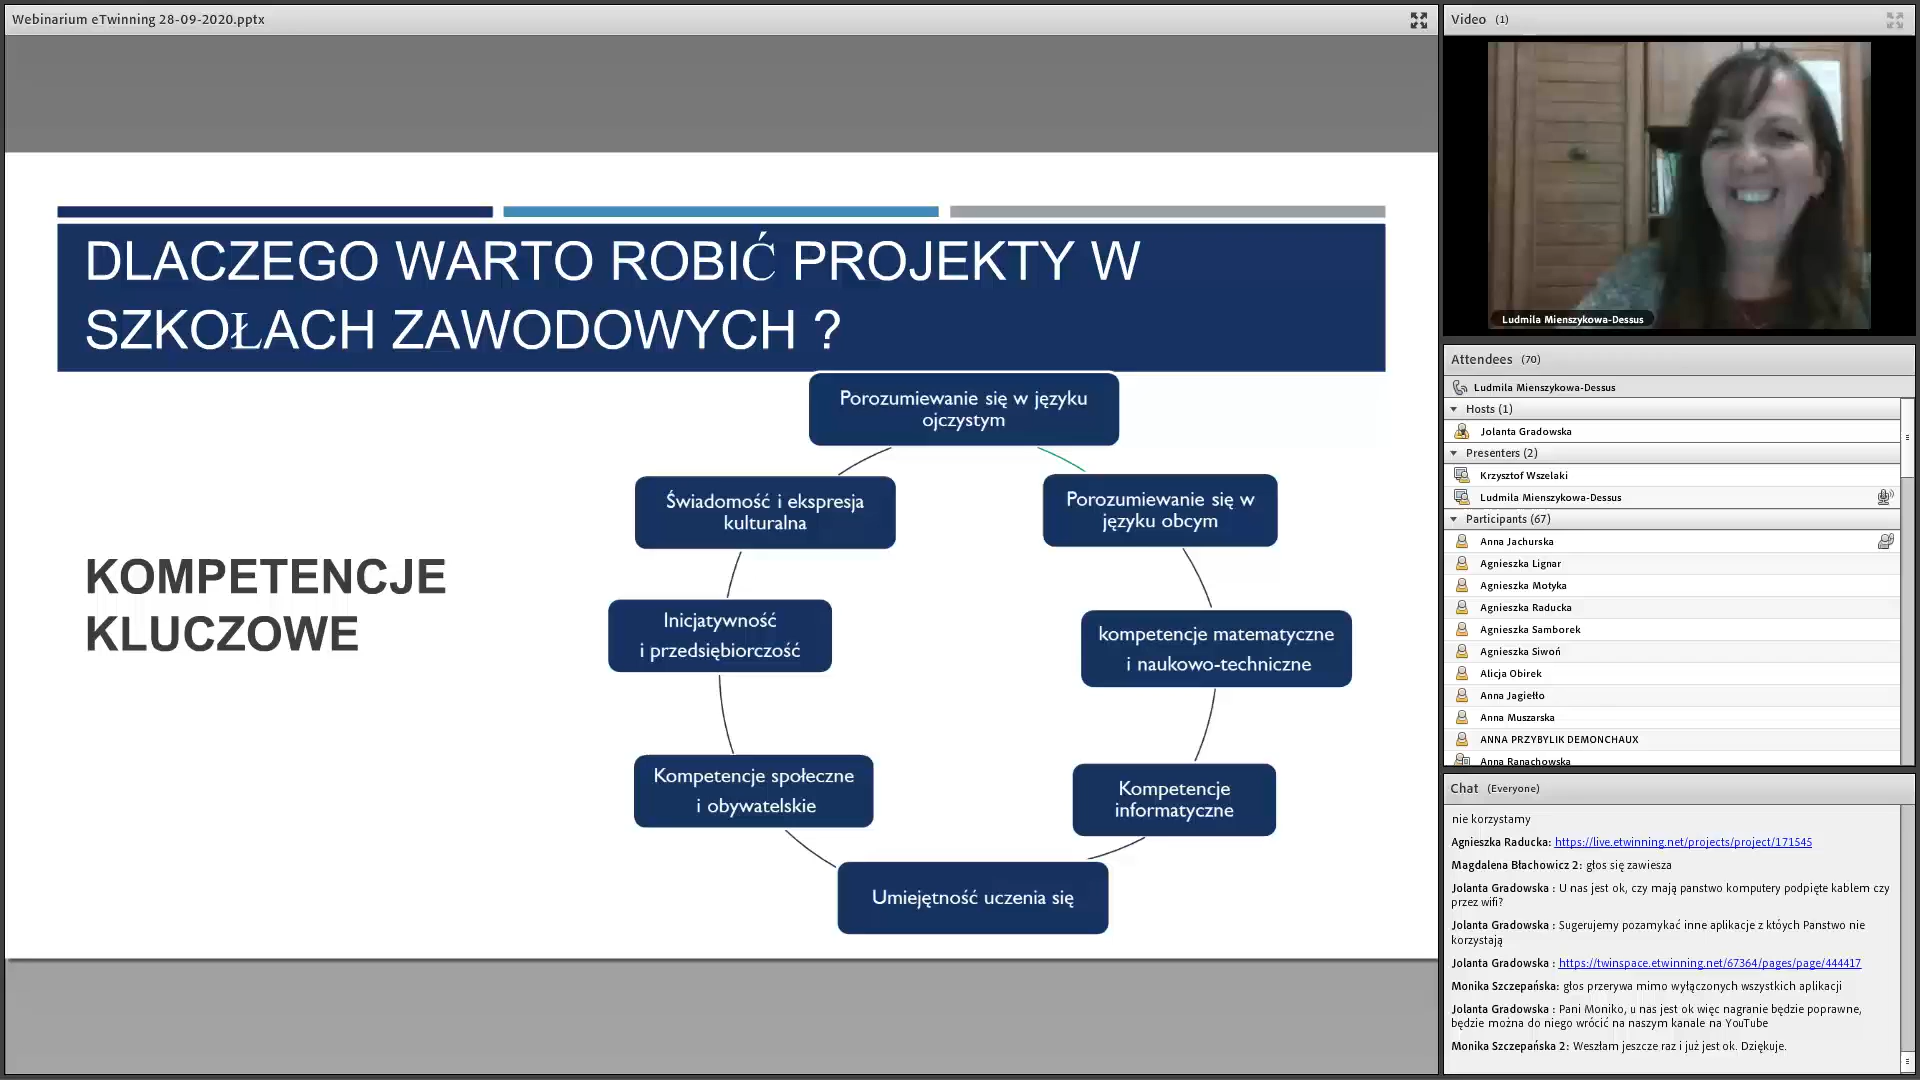 Webinarium eTwinning 28-09-2020.pptx
DLACZEGO WARTO ROBIĆ PROJEKTY W
SZKOŁACH ZAWODOWYCH ?
KOMPETENCJE
KLUCZOWE
Porozumiewanie się w języku
ojczystym
Porozumiewanie się w
języku obcym
kompetencje matematyczne
i naukowo-techniczne
Kompetencje
informatyczne
Umiejętność uczenia się
Kompetencje społeczne
i obywatelskie
Inicjatywność
i przedsiębiorczość
Świadomość i ekspresja
kulturalna
Video (1)
Ludmila Mienszykowa-Dessus
Attendees (70)
Ludmila Mienszykowa-Dessus
Hosts (1)
Jolanta Gradowska
Presenters (2)
Krzysztof Wszelaki
Ludmila Mienszykowa-Dessus
Participants (67)
Anna Jachurska
Agnieszka Lignar
Agnieszka Motyka
Agnieszka Raducka
Agnieszka Samborek
Agnieszka Siwoń
Alicja Obirek
Anna Jagiełło
Anna Muszarska
ANNA PRZYBYLIK DEMONCHAUX
Anna Ranachowska
Chat (Everyone)
nie korzystamy
Agnieszka Raducka: https://live.etwinning.net/projects/project/171545
Magdalena Błachowicz 2: głos się zawiesza
Jolanta Gradowska : U nas jest ok, czy mają panstwo komputery podpięte kablem czy
przez wifi?
Jolanta Gradowska : Sugerujemy pozamykać inne aplikacje z któych Panstwo nie
korzystają
Jolanta Gradowska : https://twinspace.etwinning.net/67364/pages/page/444417
Monika Szczepańska: głos przerywa mimo wyłączonych wszystkich aplikacji
Jolanta Gradowska : Pani Moniko, u nas jest ok więc nagranie będzie poprawne,
będzie można do niego wrócić na naszym kanale na YouTube
Monika Szczepańska 2: Weszłam jeszcze raz i już jest ok. Dziękuje.